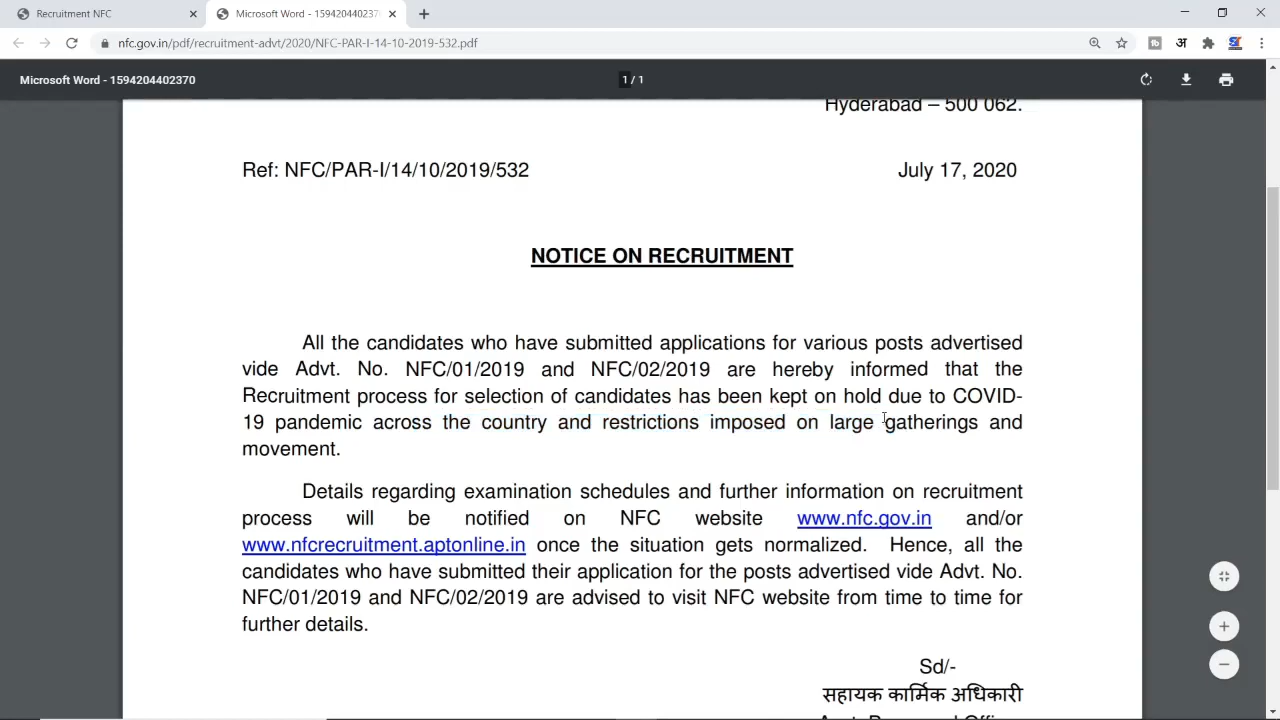 Recruitment NFC
Microsoft Word - 1594204402370
nfc.gov.in/pdf/recruitment-advt/2020/NFC-PAR-I-14-10-2019-532.pdf
अ
Microsoft Word - 1594204402370
1 / 1
Hyderabad – 500 062.
Ref: NFC/PAR-I/14/10/2019/532 July 17, 2020
NOTICE ON RECRUITMENT
All the candidates who have submitted applications for various posts advertised
vide Advt. No. NFC/01/2019 and NFC/02/2019 are hereby informed that the
Recruitment process for selection of candidates has been kept on hold due to COVID-
19 pandemic across the country and restrictions imposed on large gatherings and
movement.
Details regarding examination schedules and further information on recruitment
process will be notified on NFC website www.nfc.gov.in and/or
www.nfcrecruitment.aptonline.in once the situation gets normalized. Hence, all the
candidates who have submitted their application for the posts advertised vide Advt. No.
NFC/01/2019 and NFC/02/2019 are advised to visit NFC website from time to time for
further details.
Sd/-
सहायक कार्मिक अधिकारी